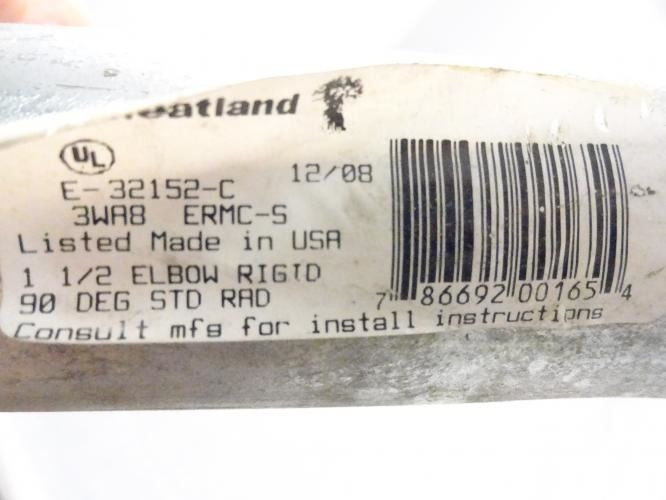 eatland
UL
E-32152-C 12/08
3WA8 ERMC-S
Listed Made in USA
1 1/2 ELBOW RIGID
90 DEG STD RAD
7 86692 00165 4
Consult mfg for install instructions